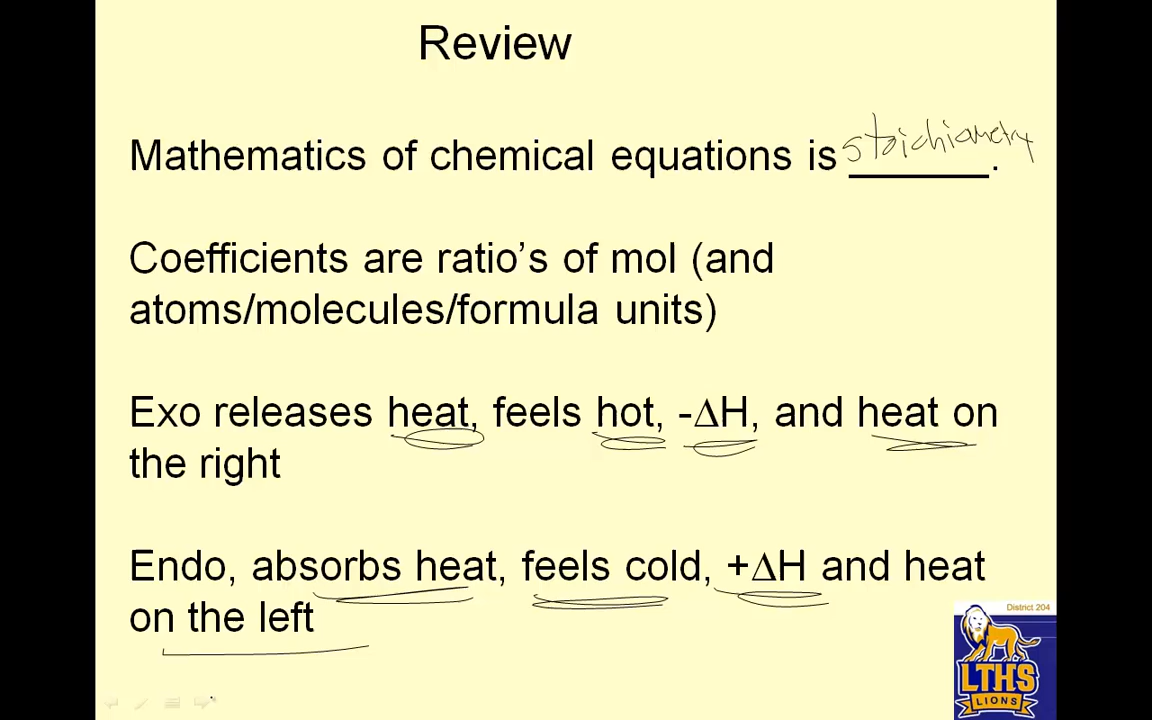 Review
Mathematics of chemical equations is stoichiometry.
Coefficients are ratio's of mol (and
atoms/molecules/formula units)
Exo releases heat, feels hot, -∆H, and heat on
the right
Endo, absorbs heat, feels cold, +∆H and heat
on the left
District 204
LTHS
LIONS